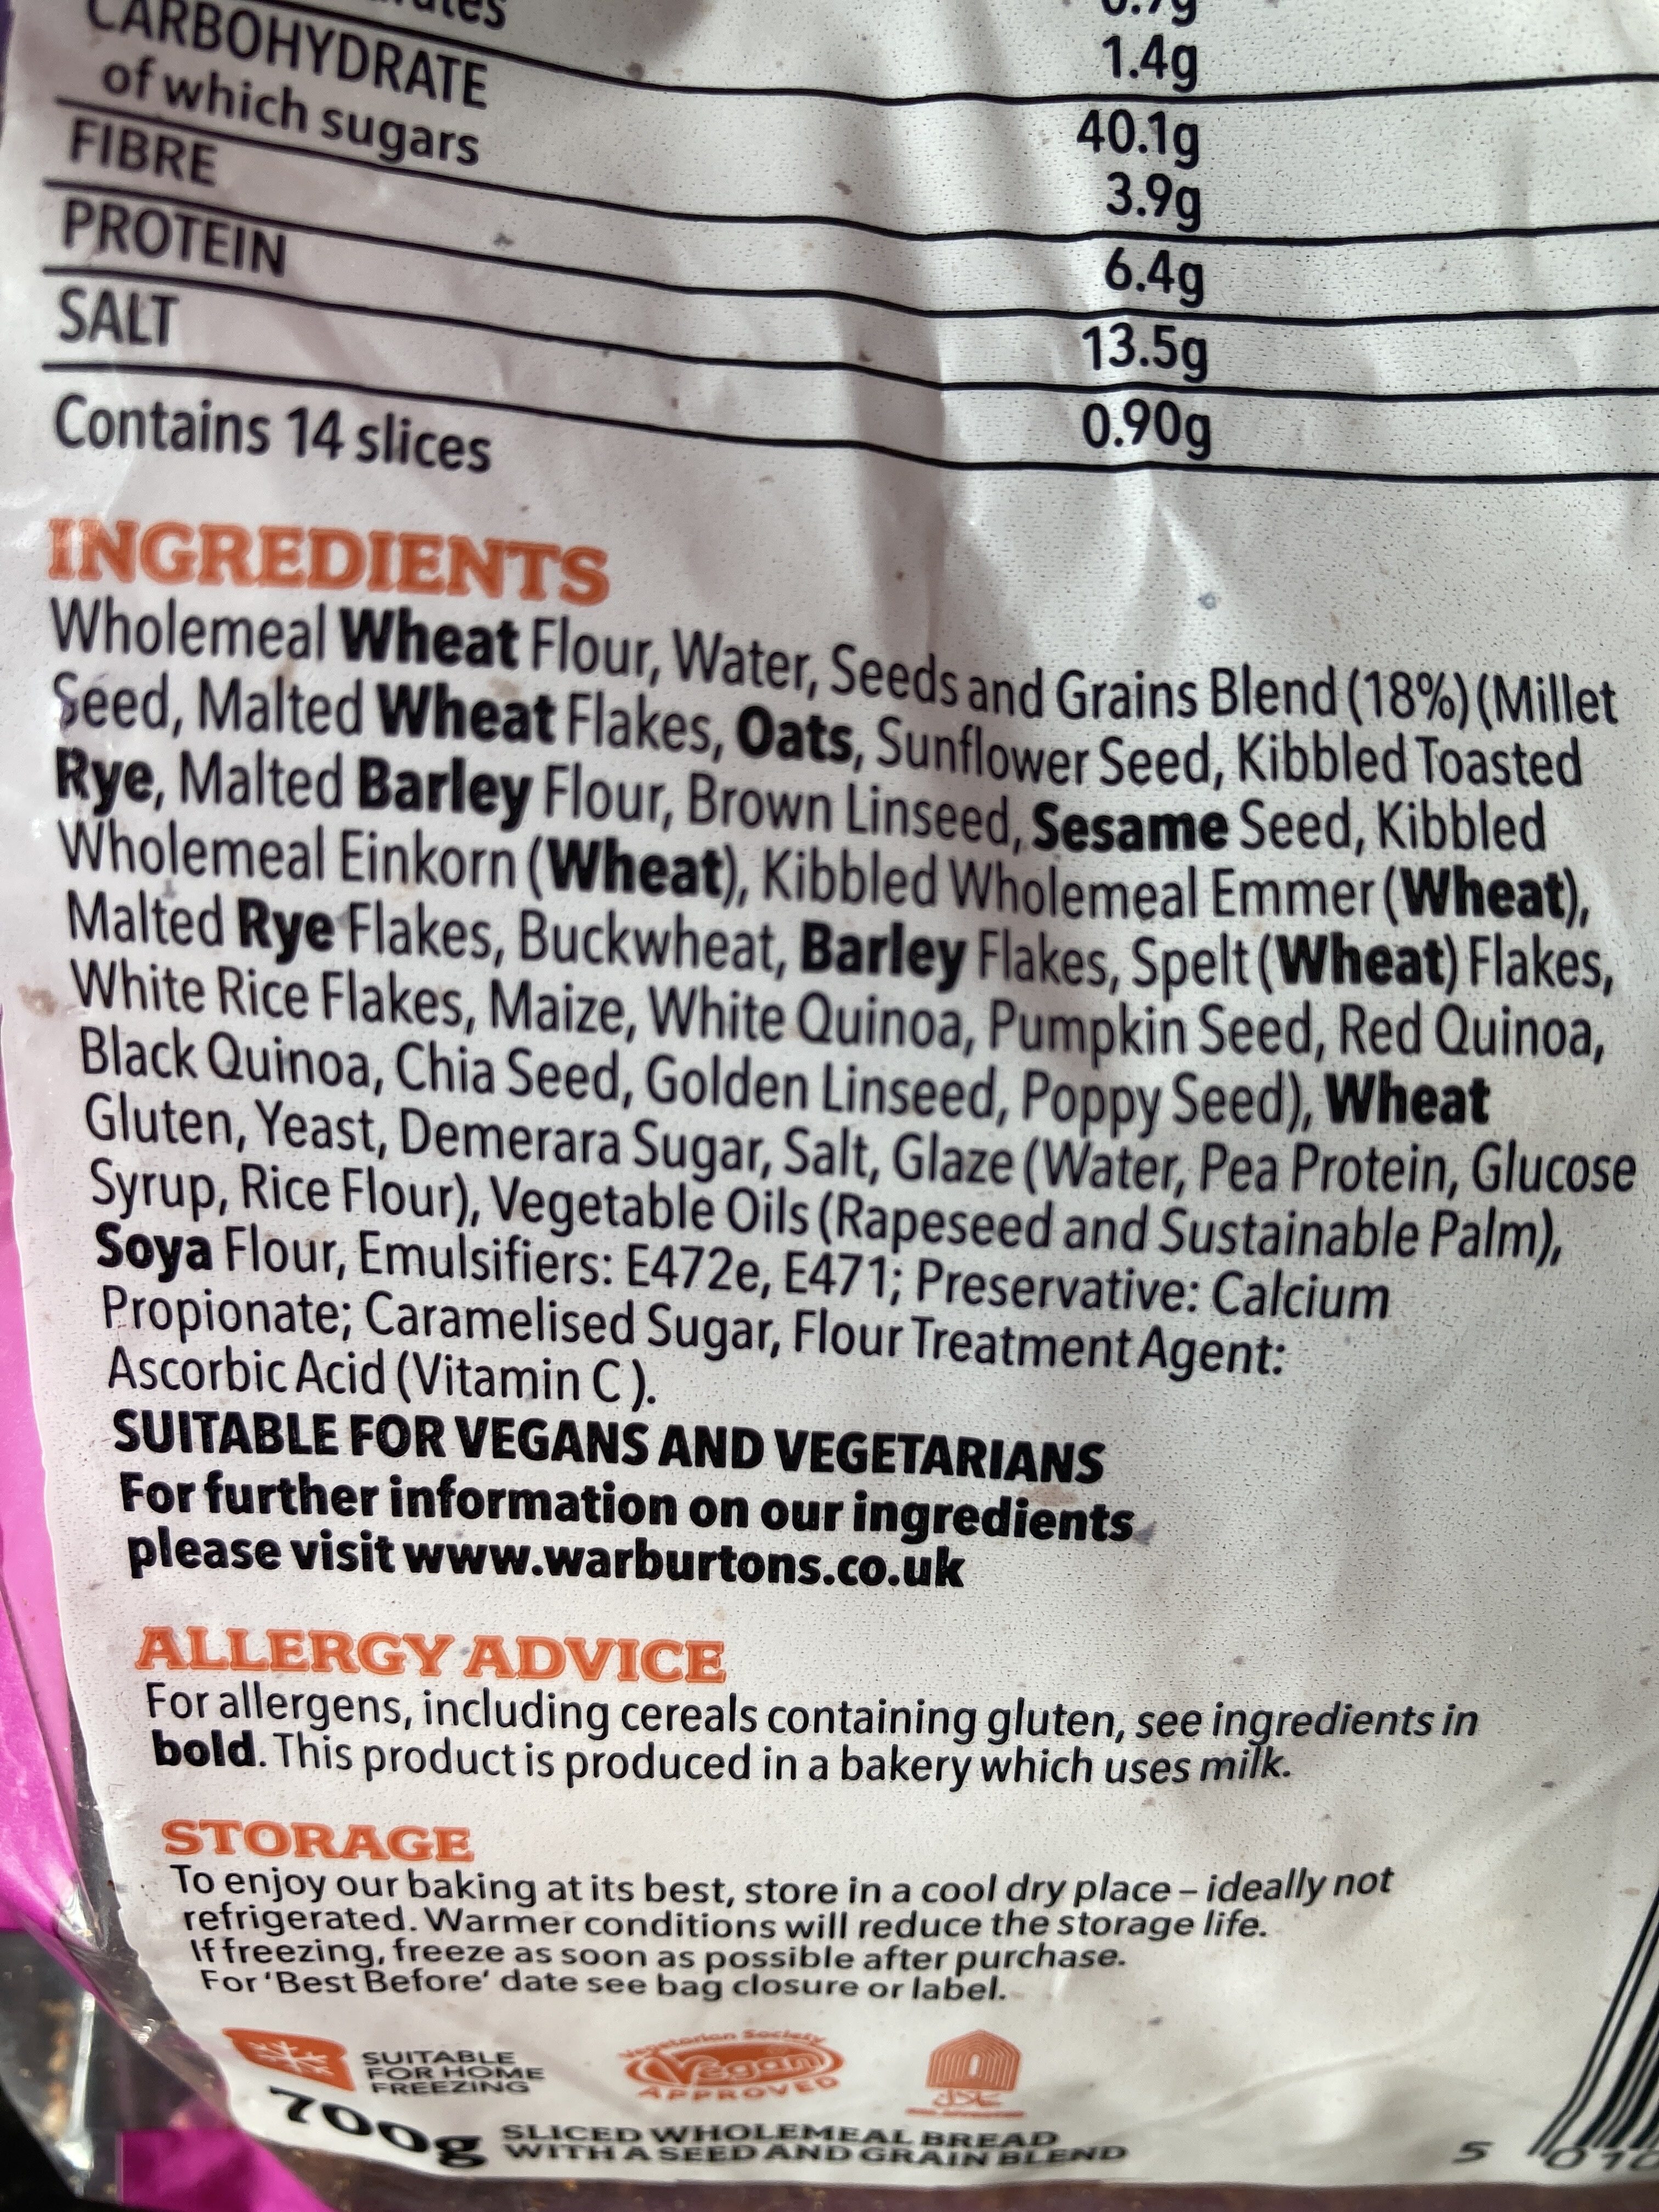 CARBOHYDRATE
of which sugars
FIBRE
PROTEIN
SALT
1.4g
40.1g
3.9g
6.4g
13.5g
0.90g
Contains 14 slices
INGREDIENTS
Wholemeal Wheat Flour, Water, Seeds and Grains Blend (18%) (Millet
Seed, Malted Wheat Flakes, Oats, Sunflower Seed, Kibbled Toasted
Rye, Malted Barley Flour, Brown Linseed, Sesame Seed, Kibbled
Wholemeal Einkorn (Wheat), Kibbled Wholemeal Emmer (Wheat),
Malted Rye Flakes, Buckwheat, Barley Flakes, Spelt (Wheat) Flakes,
White Rice Flakes, Maize, White Quinoa, Pumpkin Seed, Red Quinoa,
Black Quinoa, Chia Seed, Golden Linseed, Poppy Seed), Wheat
Gluten, Yeast, Demerara Sugar, Salt, Glaze (Water, Pea Protein, Glucose
Syrup, Rice Flour), Vegetable Oils (Rapeseed and Sustainable Palm),
Soya Flour, Emulsifiers: E472e, E471; Preservative: Calcium
Propionate; Caramelised Sugar, Flour Treatment Agent:
Ascorbic Acid (Vitamin C).
SUITABLE FOR VEGANS AND VEGETARIANS
For further information on our ingredients
please visit www.warburtons.co.uk
ALLERGY ADVICE
For allergens, including cereals containing gluten, see ingredients in
bold. This product is produced in a bakery which uses milk.
STORAGE
To enjoy our baking at its best, store in a cool dry place – ideally not
refrigerated. Warmer conditions will reduce the storage life.
If freezing, freeze as soon as possible after purchase.
For 'Best Before' date see bag closure or label.
SUITABLE
FOR HOME
FREEZING
Vegetarian Society
Vegan
APPROVED
700g
SLICED WHOLEMEAL BREAD
WITH A SEED AND GRAIN BLEND
5 010